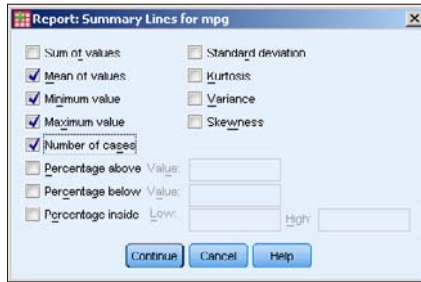 Report: Summary Lines for mpg
Sum of values
Standard deviation
Mean of values
Kurtosis
Minimum value
Variance
Maximum value
Skewness
Number of cases
Percentage above Value:
Percentage below Value:
Percentage inside Low: High:
Continue Cancel Help